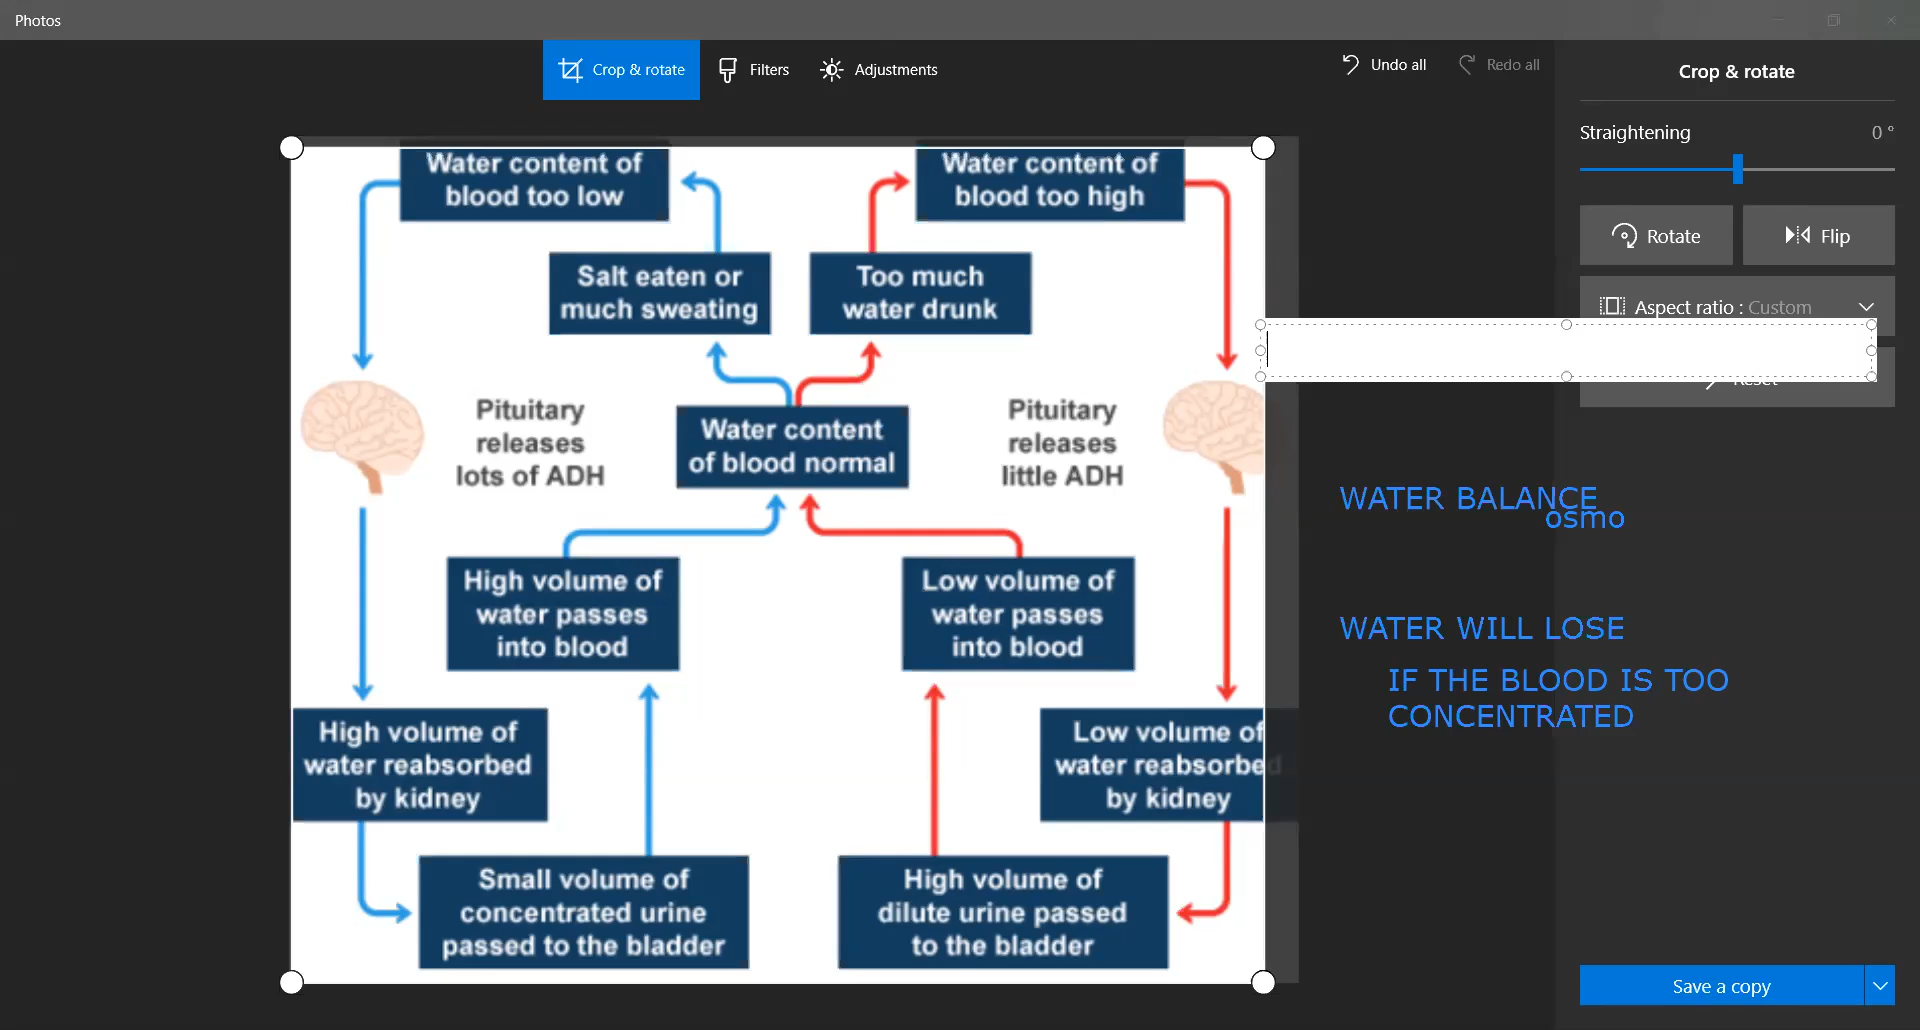 Photos
Crop & rotate
Filters
Adjustments
Undo all
Redo all
Crop & rotate
Straightening
0 °
Rotate
Flip
Aspect ratio : Custom
Reset
Water content of
blood too low
Water content of
blood too high
Salt eaten or
much sweating
Too much
water drunk
Pituitary
releases
lots of ADH
Water content
of blood normal
Pituitary
releases
little ADH
High volume of
water passes
into blood
Low volume of
water passes
into blood
High volume of
water reabsorbed
by kidney
Low volume of
water reabsorbed
by kidney
Small volume of
concentrated urine
passed to the bladder
High volume of
dilute urine passed
to the bladder
WATER BALANCE
osmo
WATER WILL LOSE
IF THE BLOOD IS TOO
CONCENTRATED
Save a copy